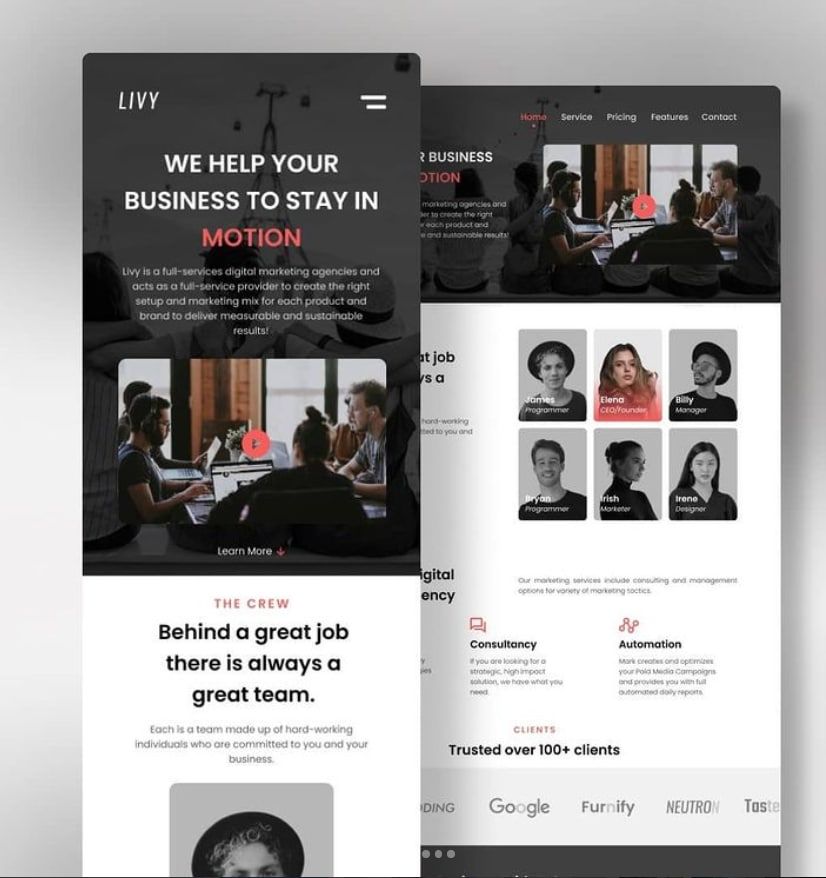 LIVY
WE HELP YOUR
BUSINESS TO STAY IN
MOTION
Livy is a full-services digital marketing agencies and
acts as a full-service provider to create the right
setup and marketing mix for each product and
brand to deliver measurable and sustainable
results!
Learn More
THE CREW
Behind a great job
there is always a
great team.
Each is a team made up of hard-working
individuals who are committed to you and your
business.
Home Service Pricing Features Contact
R BUSINESS
OTION
marketing agencies and
der to create the right
or each product and
e and sustainable results!
at job
ys a
hard-working
tted to you and
James
Programmer
Elena
CEO/Founder
Billy
Manager
Bryan
Programmer
Irish
Marketer
Irene
Designer
igital
ency
Our marketing services include consulting and management
options for variety of marketing tactics.
Consultancy
If you are looking for a
strategic, high impact
solution, we have what you
need.
Automation
Mark creates and optimizes
your Paid Media Campaigns
and provides you with full
automated daily reports.
CLIENTS
Trusted over 100+ clients
ODING Google Furnify NEUTRON Taste